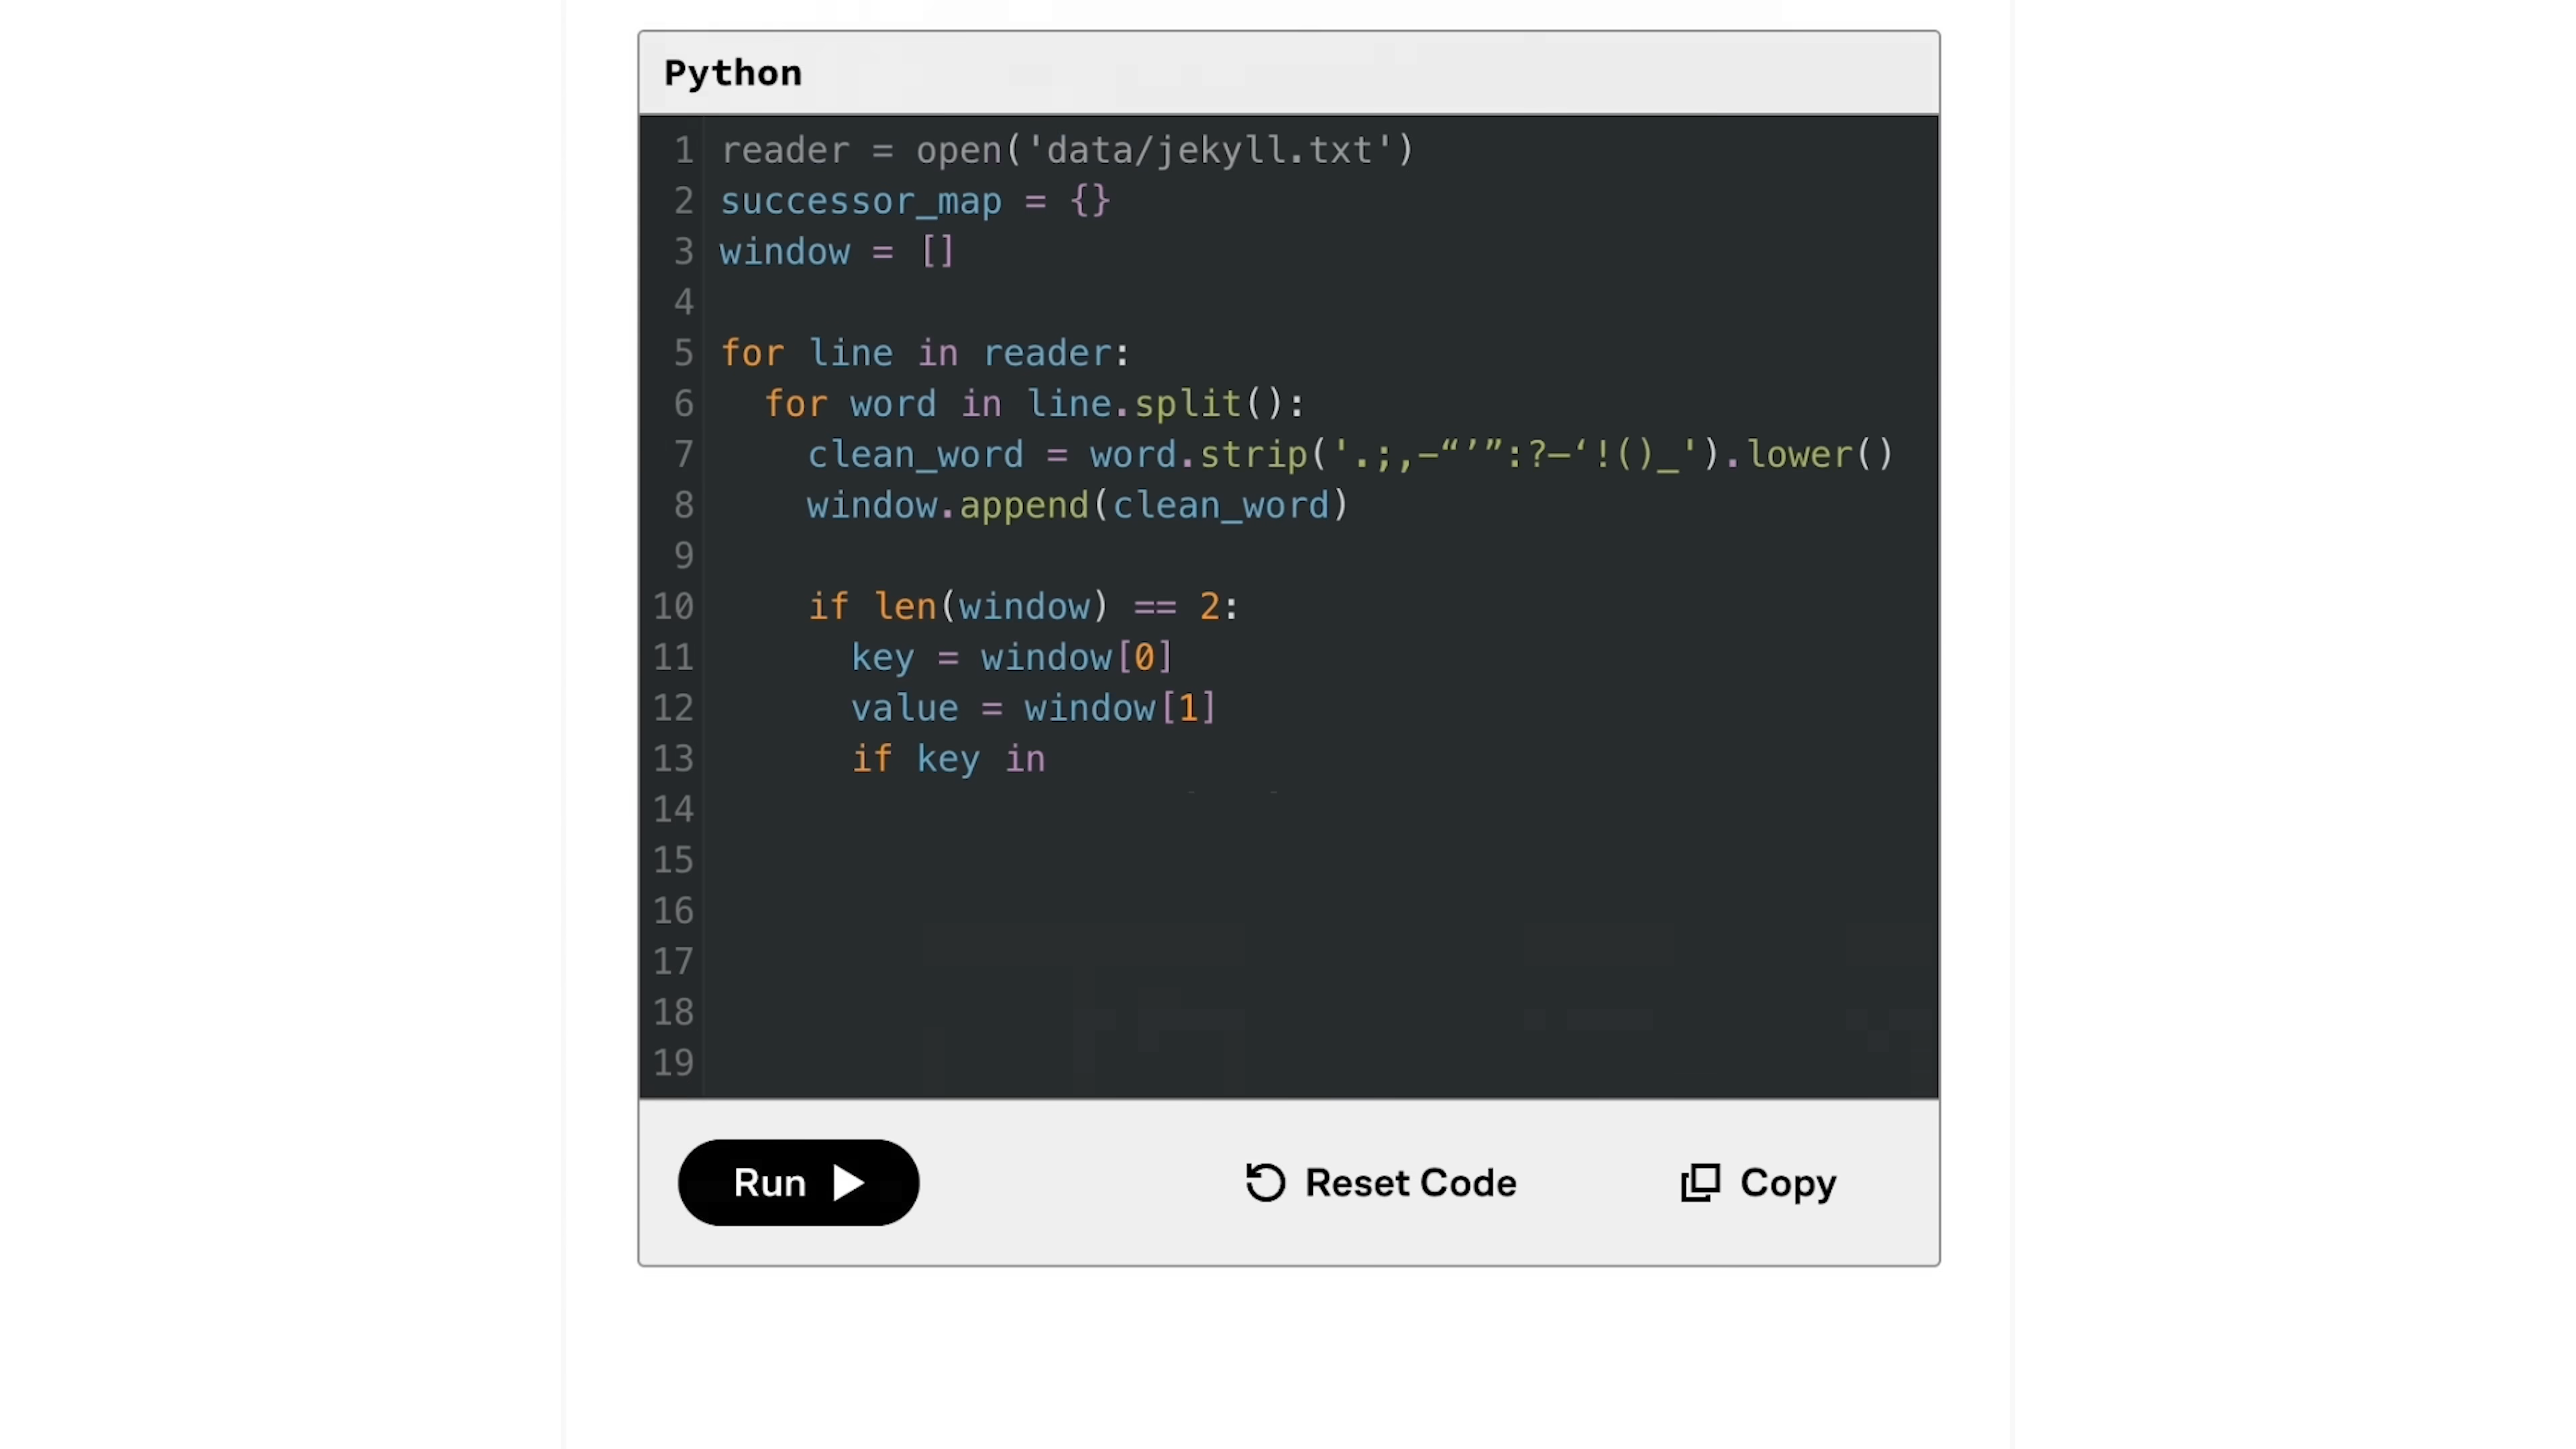 Python
1 reader = open('data/jekyll.txt')
2 successor_map = {}
3 window = []
4
5 for line in reader:
6   for word in line.split():
7     clean_word = word.strip('.;,—“’”:?—‘!()_').lower()
8     window.append(clean_word)
9
10     if len(window) == 2:
11       key = window[0]
12       value = window[1]
13       if key in
14
15
16
17
18
19
Run Reset Code Copy